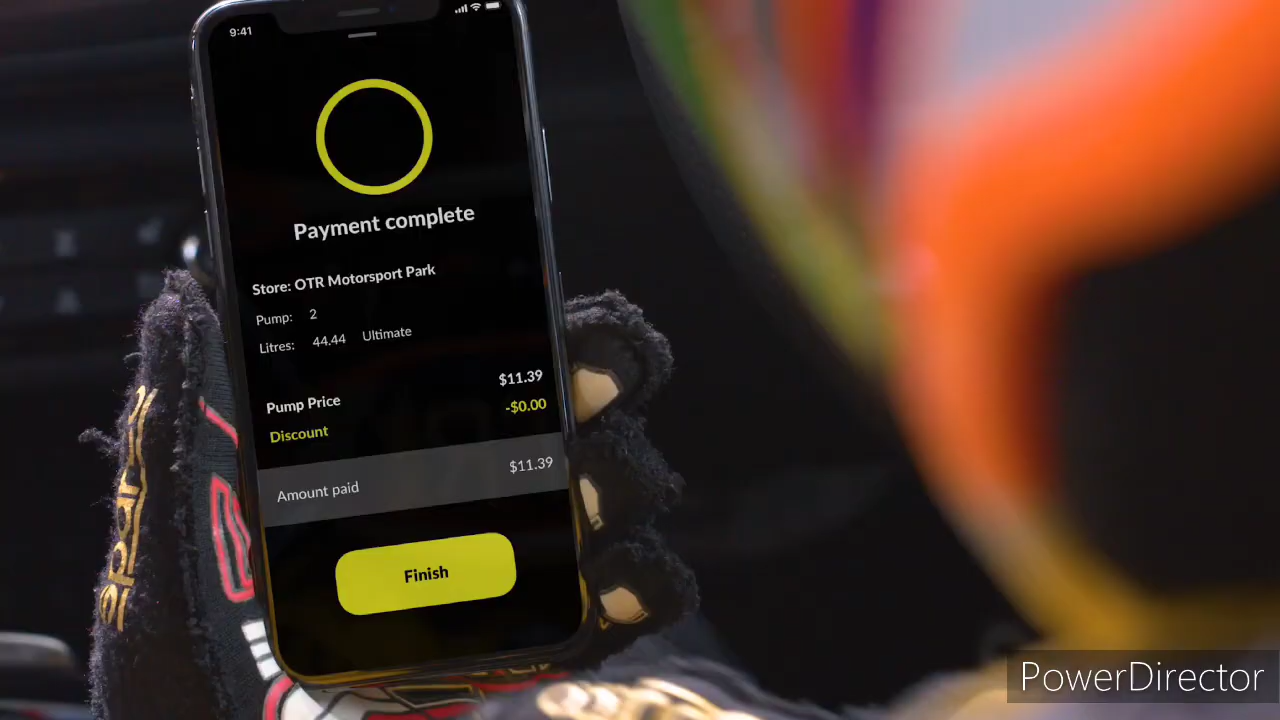 9:41
Payment complete
Store: OTR Motorsport Park
Pump: 2
Litres: 44.44 Ultimate
Pump Price $11.39
Discount -$0.00
Amount paid $11.39
Finish
PowerDirector